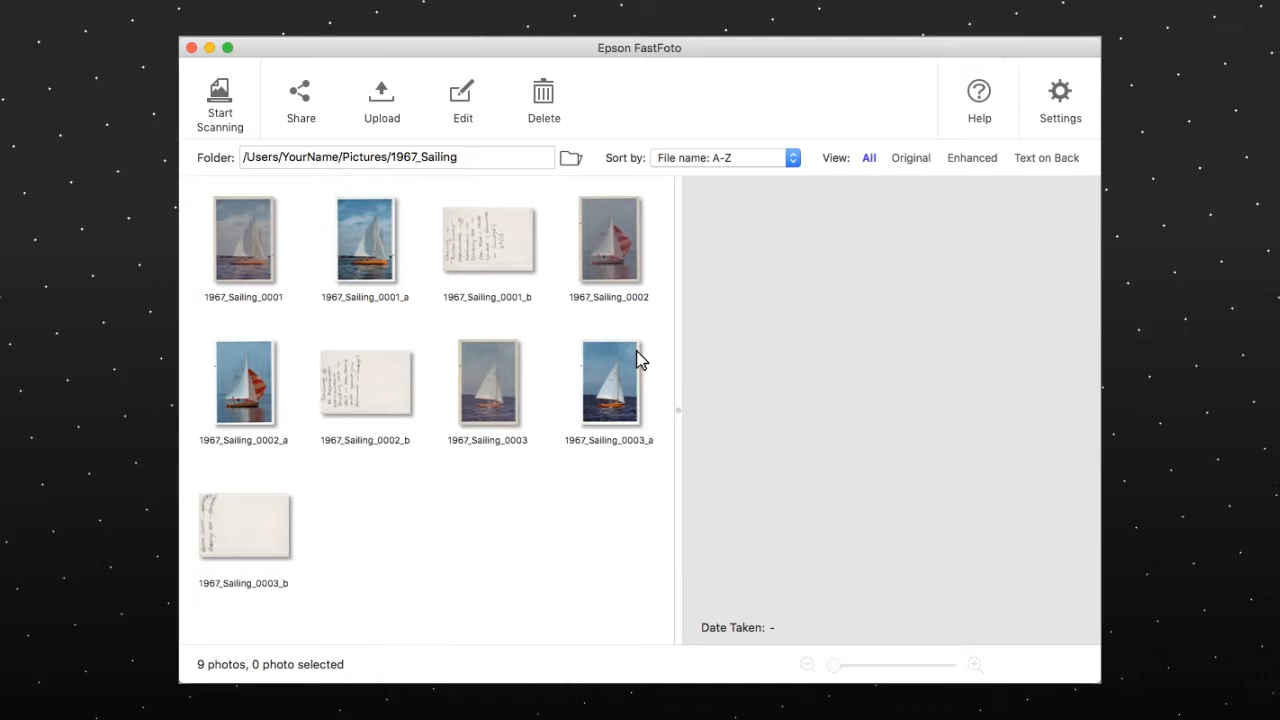 Epson FastFoto
Start
Scanning
Share
Upload
Edit
Delete
Help
Settings
Folder: /Users/YourName/Pictures/1967_Sailing
Sort by: File name: A-Z
View: All Original Enhanced Text on Back
1967_Sailing_0001
1967_Sailing_0001_a
1967_Sailing_0001_b
1967_Sailing_0002
1967_Sailing_0002_a
1967_Sailing_0002_b
1967_Sailing_0003
1967_Sailing_0003_a
1967_Sailing_0003_b
Date Taken: -
9 photos, 0 photo selected